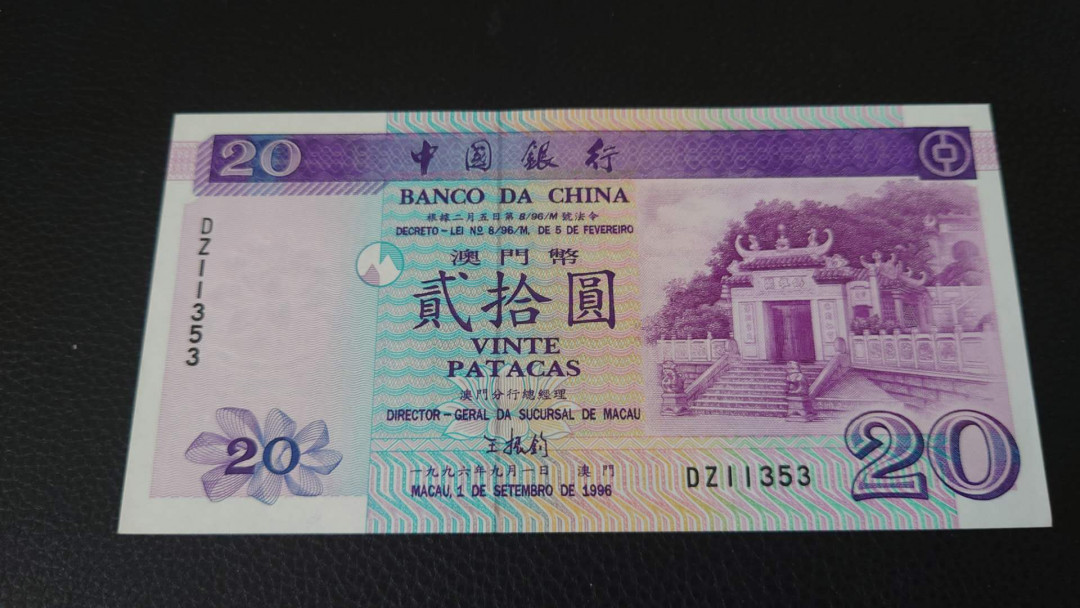 20
中國銀行
BANCO DA CHINA
根據二月五日第 8/96/M 號法令
DECRETO-LEI Nº 8/96/M, DE 5 DE FEVEREIRO
DZ11353
澳門幣
貳拾圓
VINTE
PATACAS
澳門分行總經理
DIRECTOR-GERAL DA SUCURSAL DE MACAU
王振鈞
20
一九九六年九月一日 澳門
MACAU, 1 DE SETEMBRO DE 1996
DZ11353
20